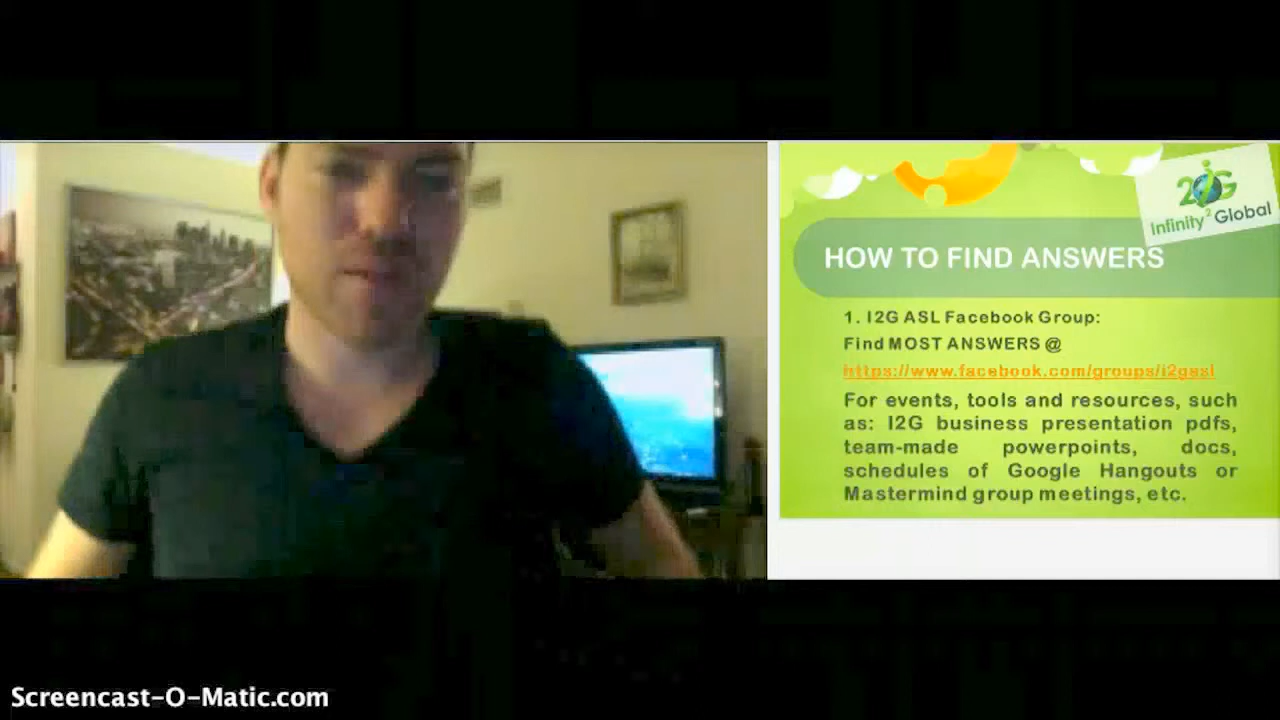 I2G
Infinity2 Global
HOW TO FIND ANSWERS
1. I2G ASL Facebook Group:
Find MOST ANSWERS @
https://www.facebook.com/groups/i2gasl
For events, tools and resources, such
as: I2G business presentation pdfs,
team-made powerpoints, docs,
schedules of Google Hangouts or
Mastermind group meetings, etc.
Screencast-O-Matic.com